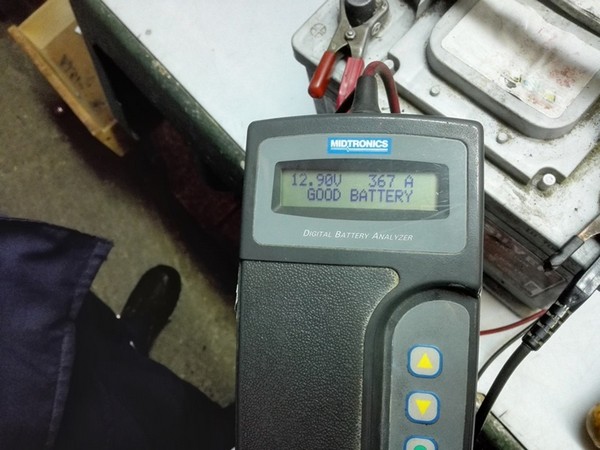 MIDTRONICS
12.90V 367 A
GOOD BATTERY
DIGITAL BATTERY ANALYZER